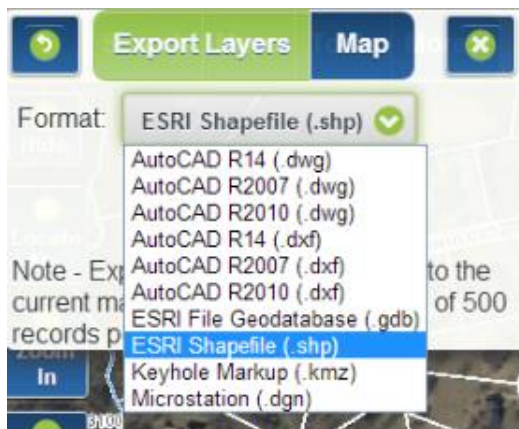 Export Layers Map
Format: ESRI Shapefile (.shp)
AutoCAD R14 (.dwg)
AutoCAD R2007 (.dwg)
AutoCAD R2010 (.dwg)
AutoCAD R14 (.dxf)
AutoCAD R2007 (.dxf)
AutoCAD R2010 (.dxf)
ESRI File Geodatabase (.gdb)
ESRI Shapefile (.shp)
Keyhole Markup (.kmz)
Microstation (.dgn)
Hide
Note - to the
current of 500
records
Zoom
In